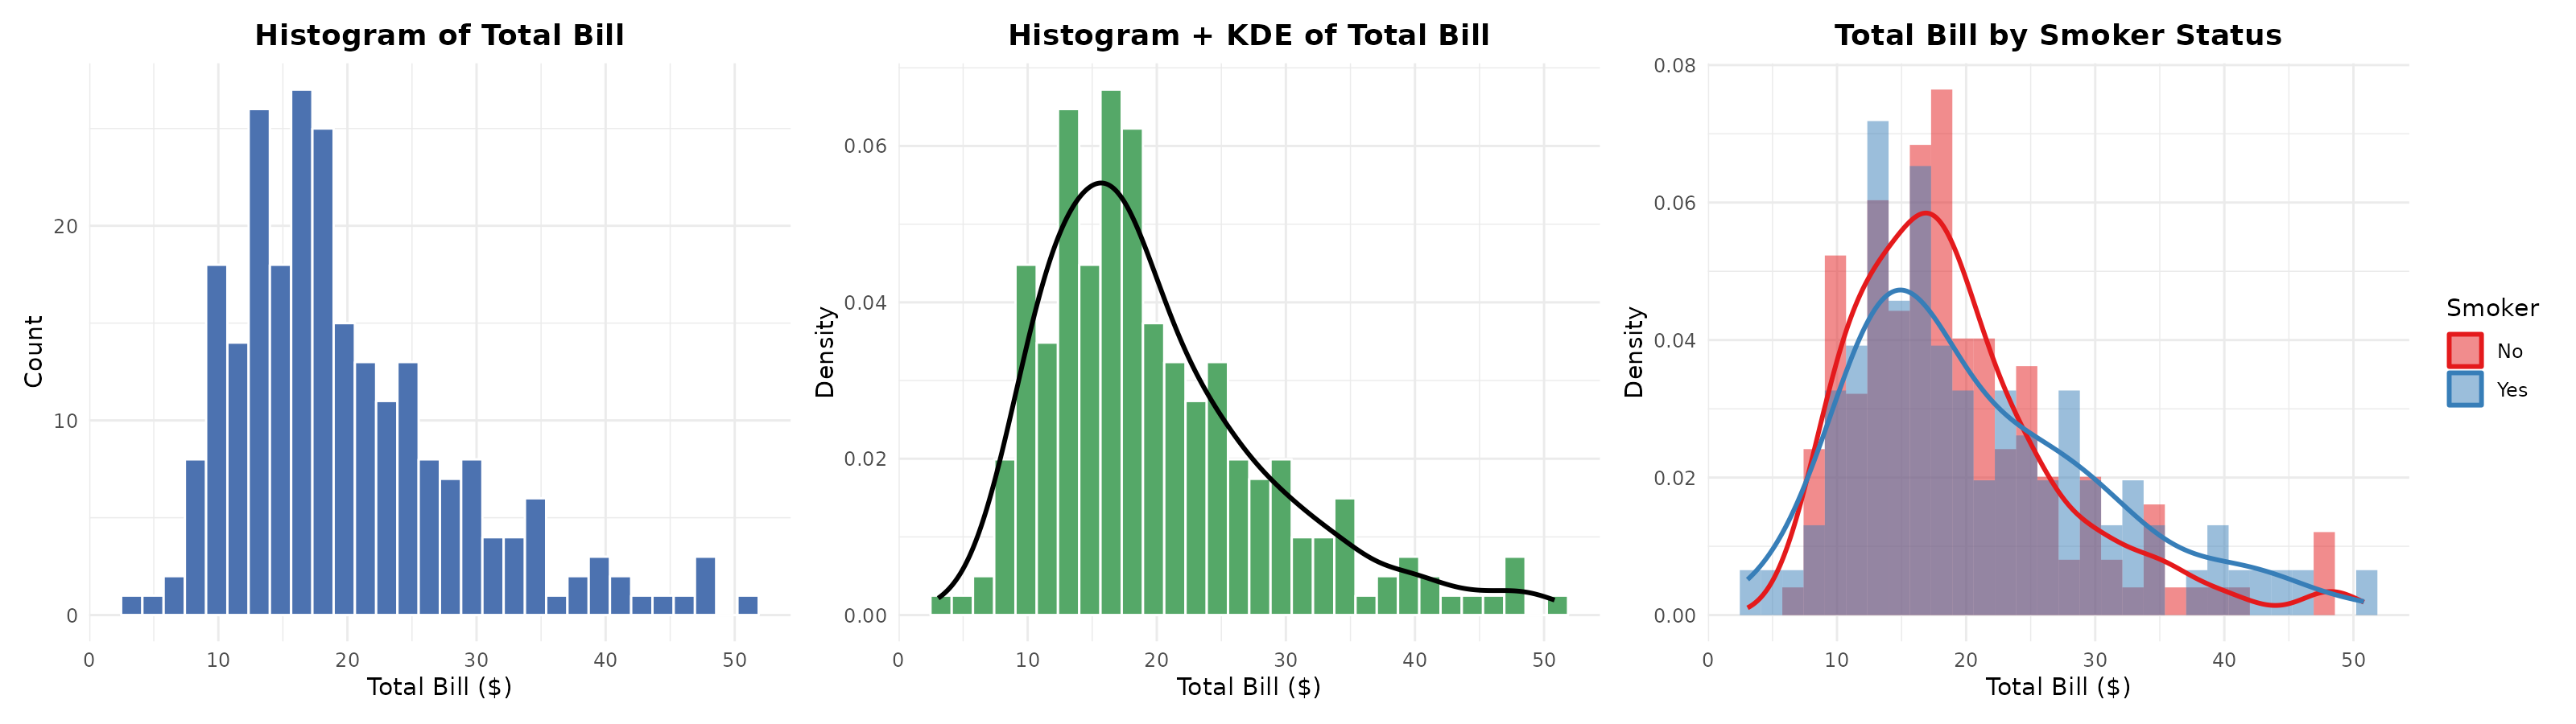 Histogram of Total Bill
Count
20
10
0
0 10 20 30 40 50
Total Bill ($)
Histogram + KDE of Total Bill
Density
0.06
0.04
0.02
0.00
0 10 20 30 40 50
Total Bill ($)
Total Bill by Smoker Status
Density
0.08
0.06
0.04
0.02
0.00
0 10 20 30 40 50
Total Bill ($)
Smoker
No
Yes